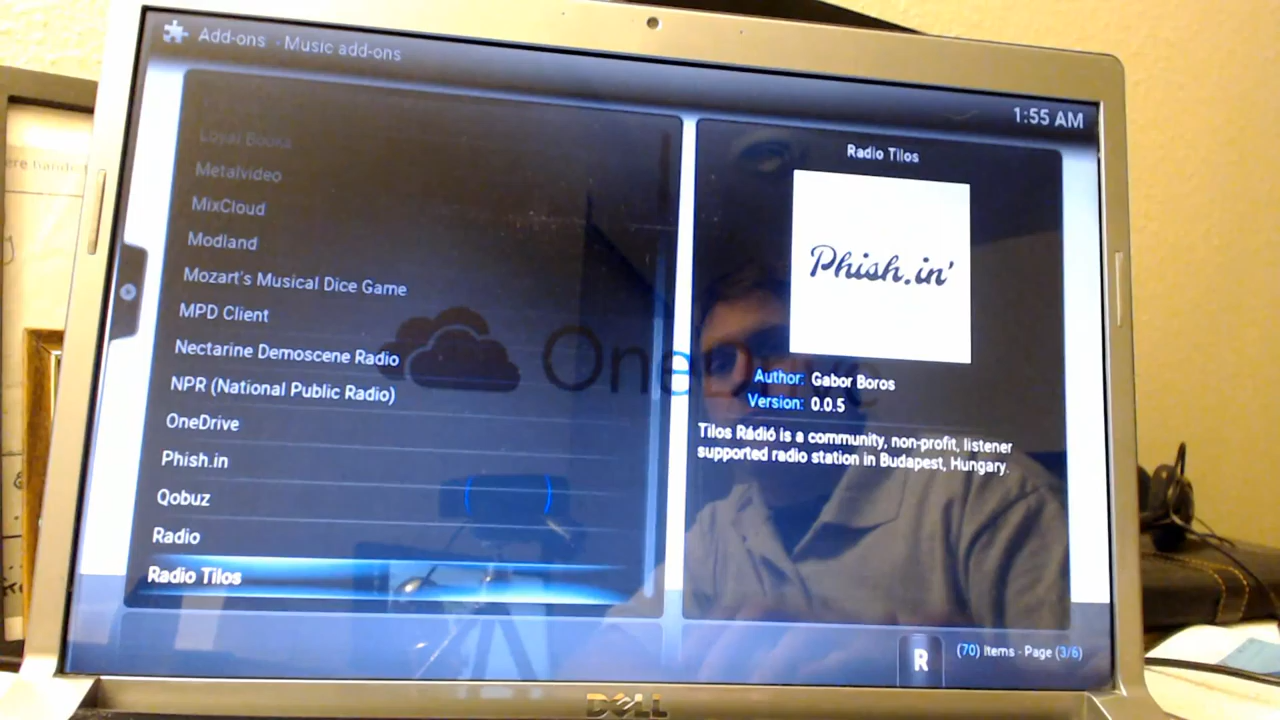 Add-ons · Music add-ons
1:55 AM
Loyal Books
Metalvideo
MixCloud
Modland
Mozart's Musical Dice Game
MPD Client
Nectarine Demoscene Radio
NPR (National Public Radio)
OneDrive
Phish.in
Qobuz
Radio
Radio Tilos
OneDrive
Radio Tilos
Phish.in'
Author: Gabor Boros
Version: 0.0.5
Tilos Rádió is a community, non-profit, listener
supported radio station in Budapest, Hungary.
R
(70) Items - Page (3/6)
DELL